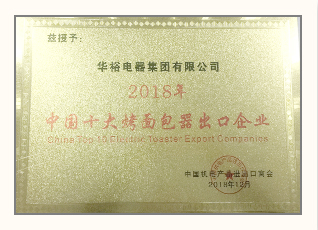 兹授予：
华裕电器集团有限公司
2018年
中国十大烤面包器出口企业
China Top 10 Electric Toaster Export Companies
中国机电产品进出口商会
2018年12月